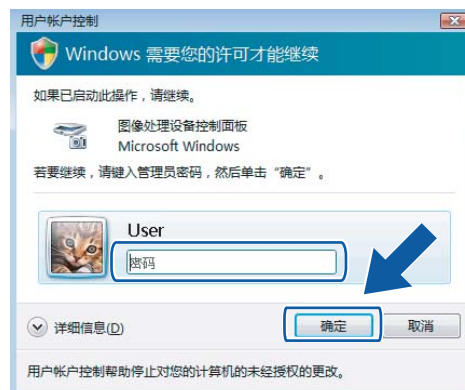 用户帐户控制
Windows 需要您的许可才能继续
如果已启动此操作，请继续。
图像处理设备控制面板
Microsoft Windows
若要继续，请键入管理员密码，然后单击“确定”。
User
密码
详细信息(D)
确定
取消
用户帐户控制帮助停止对您的计算机的未经授权的更改。